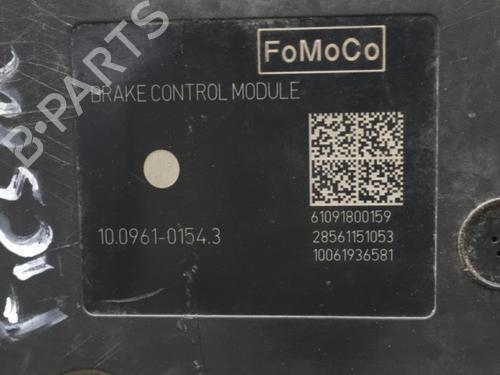 FoMoCo
BRAKE CONTROL MODULE
61091800159
10.0961-0154.3
28561151053
10061936581
B-PARTS